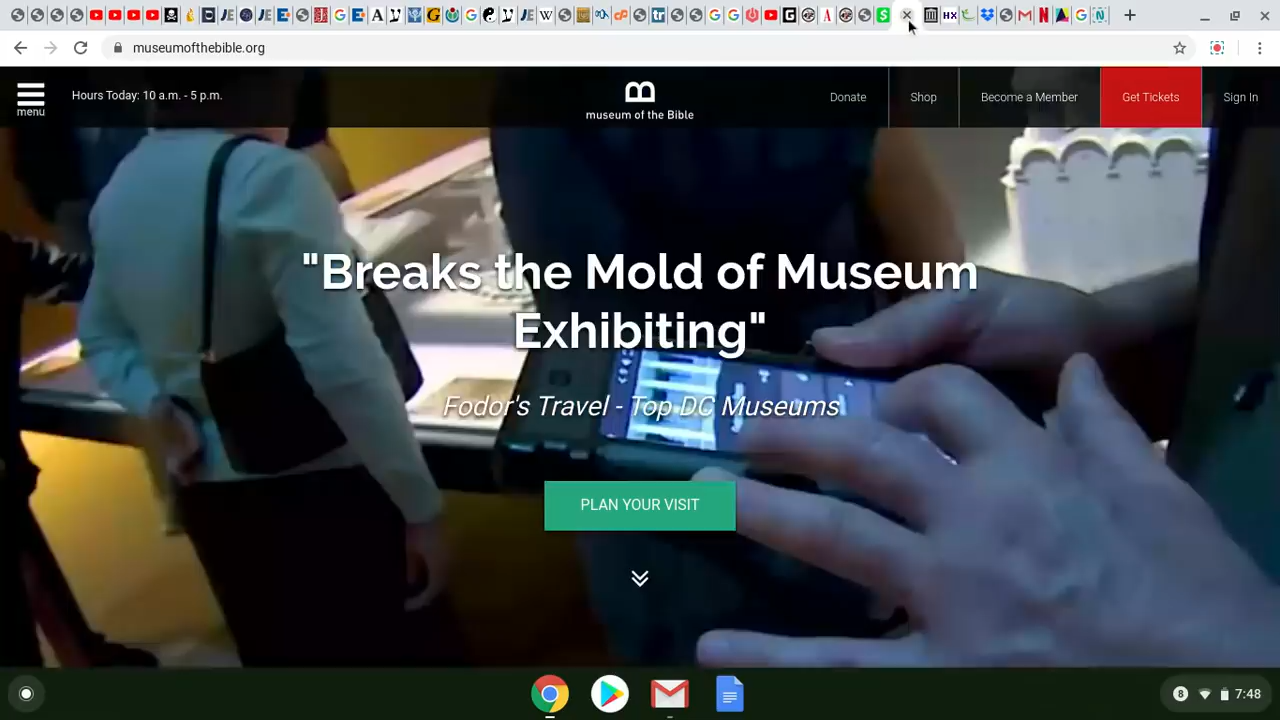 museumofthebible.org
menu
Hours Today: 10 a.m. - 5 p.m.
museum of the Bible
Donate
Shop
Become a Member
Get Tickets
Sign In
"Breaks the Mold of Museum
Exhibiting"
Fodor's Travel - Top DC Museums
PLAN YOUR VISIT
8
7:48